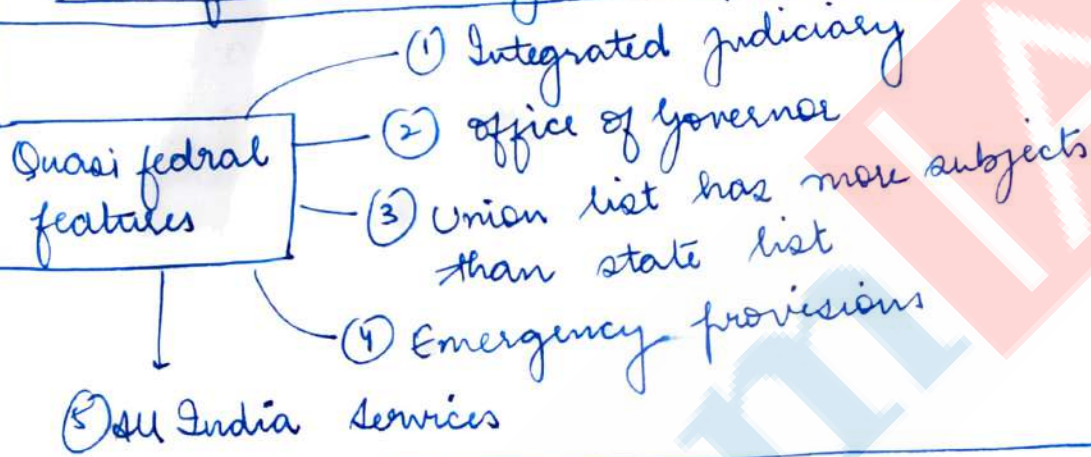 ① Integrated judiciary
Quasi fedral
features
② office of Governor
③ Union list has more subjects
than state list
④ Emergency provisions
⑤ All India services